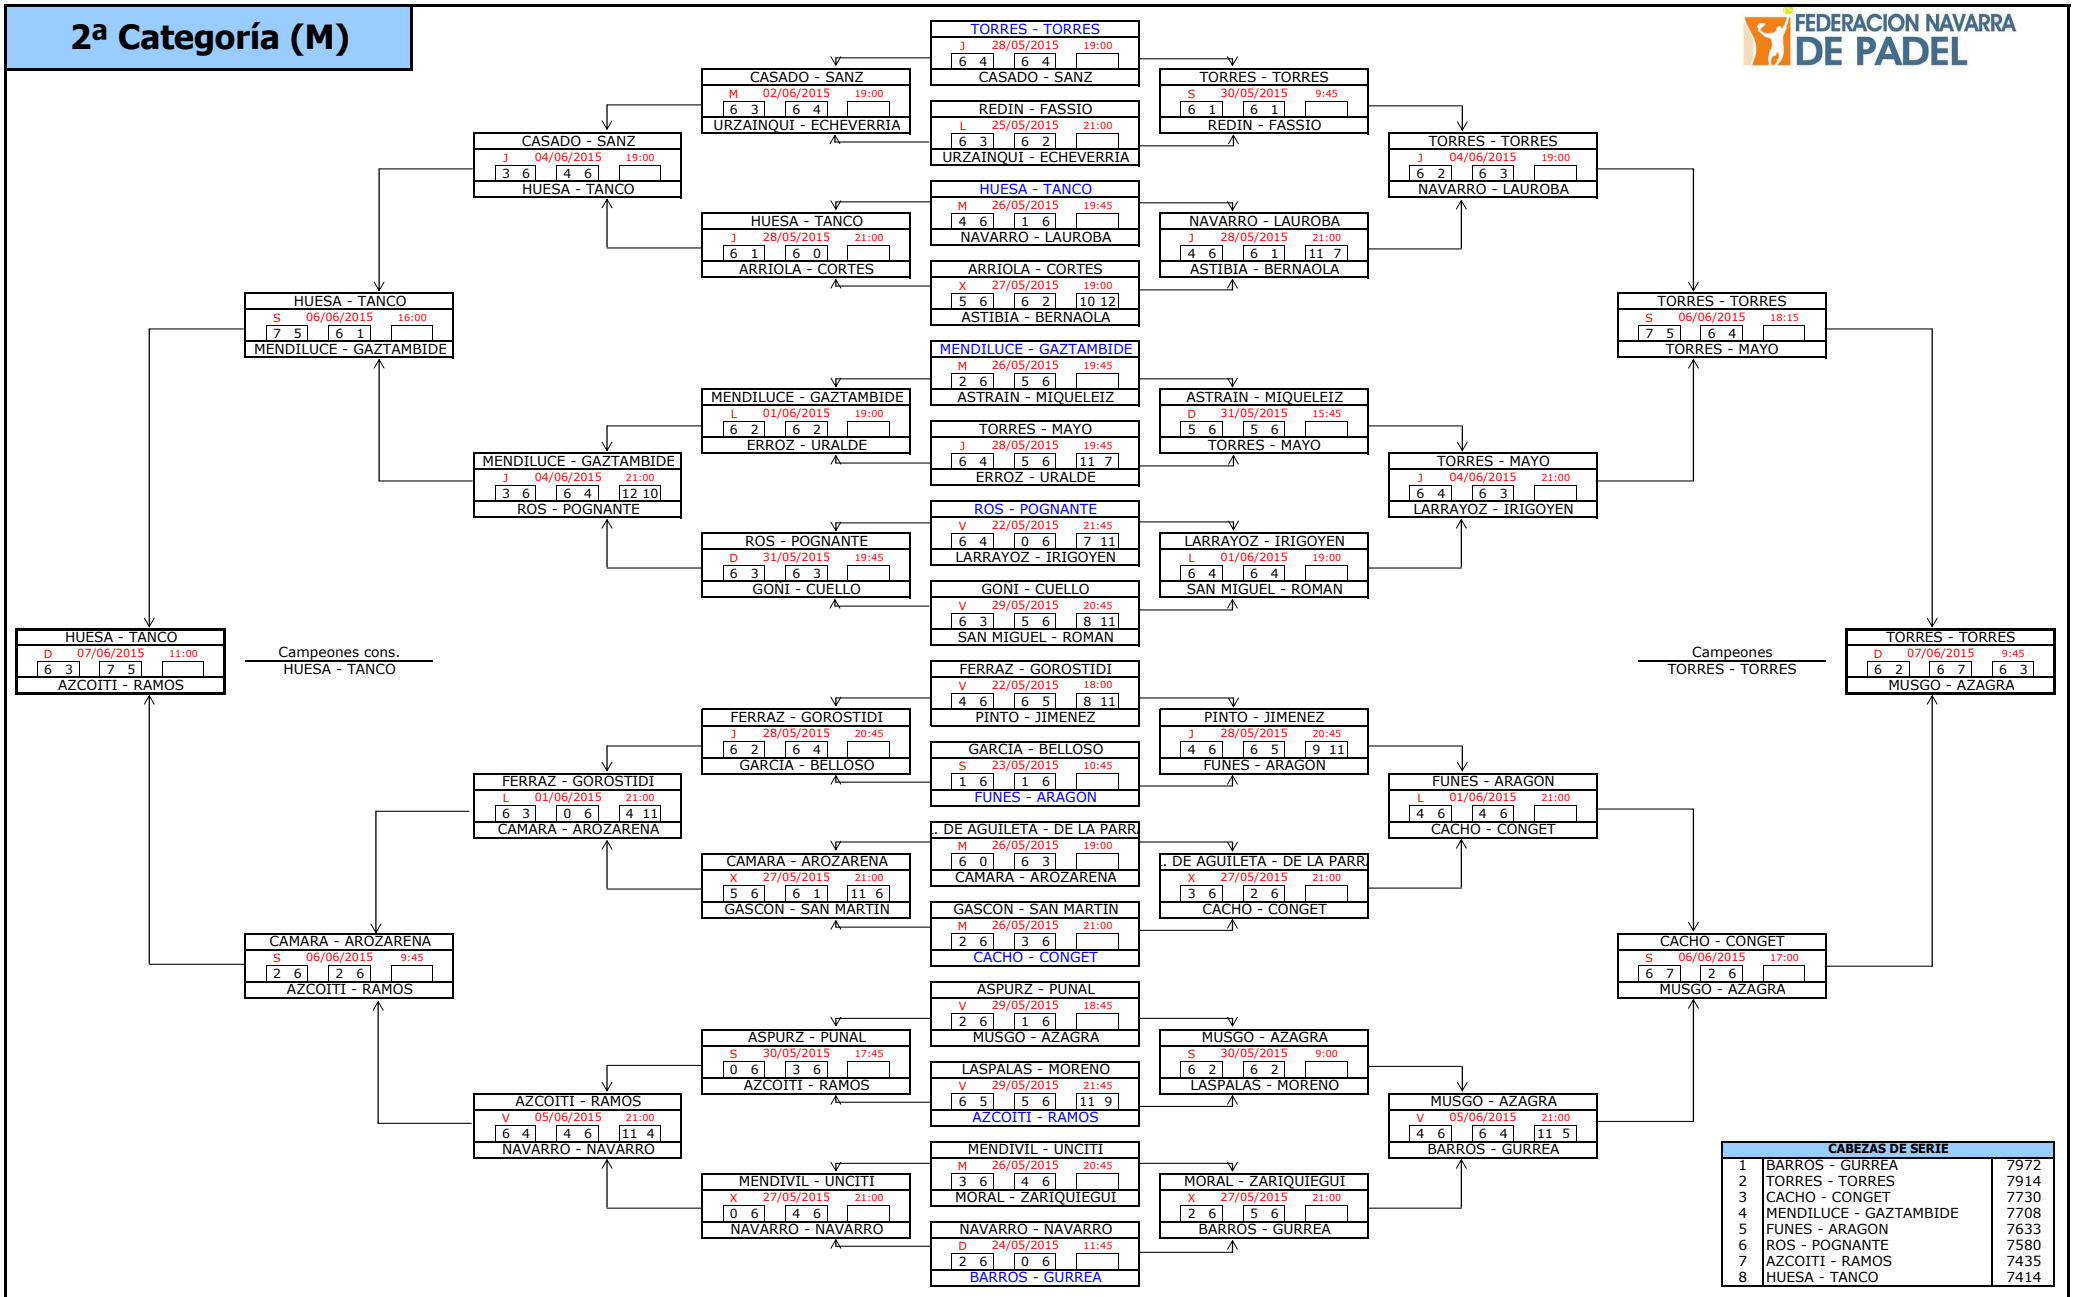 2ª Categoría (M)
FEDERACION NAVARRA
DE PADEL
HUESA - TANCO
D 07/06/2015 11:00
6 3 7 5
AZCOITI - RAMOS
Campeones cons.
HUESA - TANCO
HUESA - TANCO
S 06/06/2015 16:00
7 5 6 1
MENDILUCE - GAZTAMBIDE
CAMARA - AROZARENA
S 06/06/2015 9:45
2 6 2 6
AZCOITI - RAMOS
CASADO - SANZ
J 04/06/2015 19:00
3 6 4 6
HUESA - TANCO
MENDILUCE - GAZTAMBIDE
J 04/06/2015 21:00
3 6 6 4 12 10
ROS - POGNANTE
FERRAZ - GOROSTIDI
L 01/06/2015 21:00
6 3 0 6 4 11
CAMARA - AROZARENA
AZCOITI - RAMOS
V 05/06/2015 21:00
6 4 4 6 11 4
NAVARRO - NAVARRO
CASADO - SANZ
M 02/06/2015 19:00
6 3 6 4
URZAINQUI - ECHEVERRIA
HUESA - TANCO
J 28/05/2015 21:00
6 1 6 0
ARRIOLA - CORTES
MENDILUCE - GAZTAMBIDE
L 01/06/2015 19:00
6 2 6 2
ERROZ - URALDE
ROS - POGNANTE
D 31/05/2015 19:45
6 3 6 3
GOÑI - CUELLO
FERRAZ - GOROSTIDI
J 28/05/2015 20:45
6 2 6 4
GARCIA - BELLOSO
CAMARA - AROZARENA
X 27/05/2015 21:00
5 6 6 1 11 6
GASCON - SAN MARTIN
ASPURZ - PUÑAL
S 30/05/2015 17:45
0 6 3 6
AZCOITI - RAMOS
MENDIVIL - UNCITI
X 27/05/2015 21:00
0 6 4 6
NAVARRO - NAVARRO
TORRES - TORRES
J 28/05/2015 19:00
6 4 6 4
CASADO - SANZ
REDIN - FASSIO
L 25/05/2015 21:00
6 3 6 2
URZAINQUI - ECHEVERRIA
HUESA - TANCO
M 26/05/2015 19:45
4 6 1 6
NAVARRO - LAUROBA
ARRIOLA - CORTES
X 27/05/2015 19:00
5 6 6 2 10 12
ASTIBIA - BERNAOLA
MENDILUCE - GAZTAMBIDE
M 26/05/2015 19:45
2 6 5 6
ASTRAIN - MIQUELEIZ
TORRES - MAYO
J 28/05/2015 19:45
6 4 5 6 11 7
ERROZ - URALDE
ROS - POGNANTE
V 22/05/2015 21:45
6 4 0 6 7 11
LARRAYOZ - IRIGOYEN
GOÑI - CUELLO
V 29/05/2015 20:45
6 3 5 6 8 11
SAN MIGUEL - ROMAN
FERRAZ - GOROSTIDI
V 22/05/2015 18:00
4 6 6 5 8 11
PINTO - JIMENEZ
GARCIA - BELLOSO
S 23/05/2015 10:45
1 6 1 6
FUNES - ARAGON
. DE AGUILETA - DE LA PARR
M 26/05/2015 19:00
6 0 6 3
CAMARA - AROZARENA
GASCON - SAN MARTIN
M 26/05/2015 21:00
2 6 3 6
CACHO - CONGET
ASPURZ - PUÑAL
V 29/05/2015 18:45
2 6 1 6
MUSGO - AZAGRA
LASPALAS - MORENO
V 29/05/2015 21:45
6 5 5 6 11 9
AZCOITI - RAMOS
MENDIVIL - UNCITI
M 26/05/2015 20:45
3 6 4 6
MORAL - ZARIQUIEGUI
NAVARRO - NAVARRO
D 24/05/2015 11:45
2 6 0 6
BARROS - GURREA
TORRES - TORRES
S 30/05/2015 9:45
6 1 6 1
REDIN - FASSIO
NAVARRO - LAUROBA
J 28/05/2015 21:00
4 6 6 1 11 7
ASTIBIA - BERNAOLA
ASTRAIN - MIQUELEIZ
D 31/05/2015 15:45
5 6 5 6
TORRES - MAYO
LARRAYOZ - IRIGOYEN
L 01/06/2015 19:00
6 4 6 4
SAN MIGUEL - ROMAN
PINTO - JIMENEZ
J 28/05/2015 20:45
4 6 6 5 9 11
FUNES - ARAGON
. DE AGUILETA - DE LA PARR
X 27/05/2015 21:00
3 6 2 6
CACHO - CONGET
MUSGO - AZAGRA
S 30/05/2015 9:00
6 2 6 2
LASPALAS - MORENO
MORAL - ZARIQUIEGUI
X 27/05/2015 21:00
2 6 5 6
BARROS - GURREA
TORRES - TORRES
J 04/06/2015 19:00
6 2 6 3
NAVARRO - LAUROBA
TORRES - MAYO
J 04/06/2015 21:00
6 4 6 3
LARRAYOZ - IRIGOYEN
FUNES - ARAGON
L 01/06/2015 21:00
4 6 4 6
CACHO - CONGET
MUSGO - AZAGRA
V 05/06/2015 21:00
4 6 6 4 11 5
BARROS - GURREA
TORRES - TORRES
S 06/06/2015 18:15
7 5 6 4
TORRES - MAYO
CACHO - CONGET
S 06/06/2015 17:00
6 7 2 6
MUSGO - AZAGRA
Campeones
TORRES - TORRES
TORRES - TORRES
D 07/06/2015 9:45
6 2 6 7 6 3
MUSGO - AZAGRA
CABEZAS DE SERIE
1 BARROS - GURREA 7972
2 TORRES - TORRES 7914
3 CACHO - CONGET 7730
4 MENDILUCE - GAZTAMBIDE 7708
5 FUNES - ARAGON 7633
6 ROS - POGNANTE 7580
7 AZCOITI - RAMOS 7435
8 HUESA - TANCO 7414